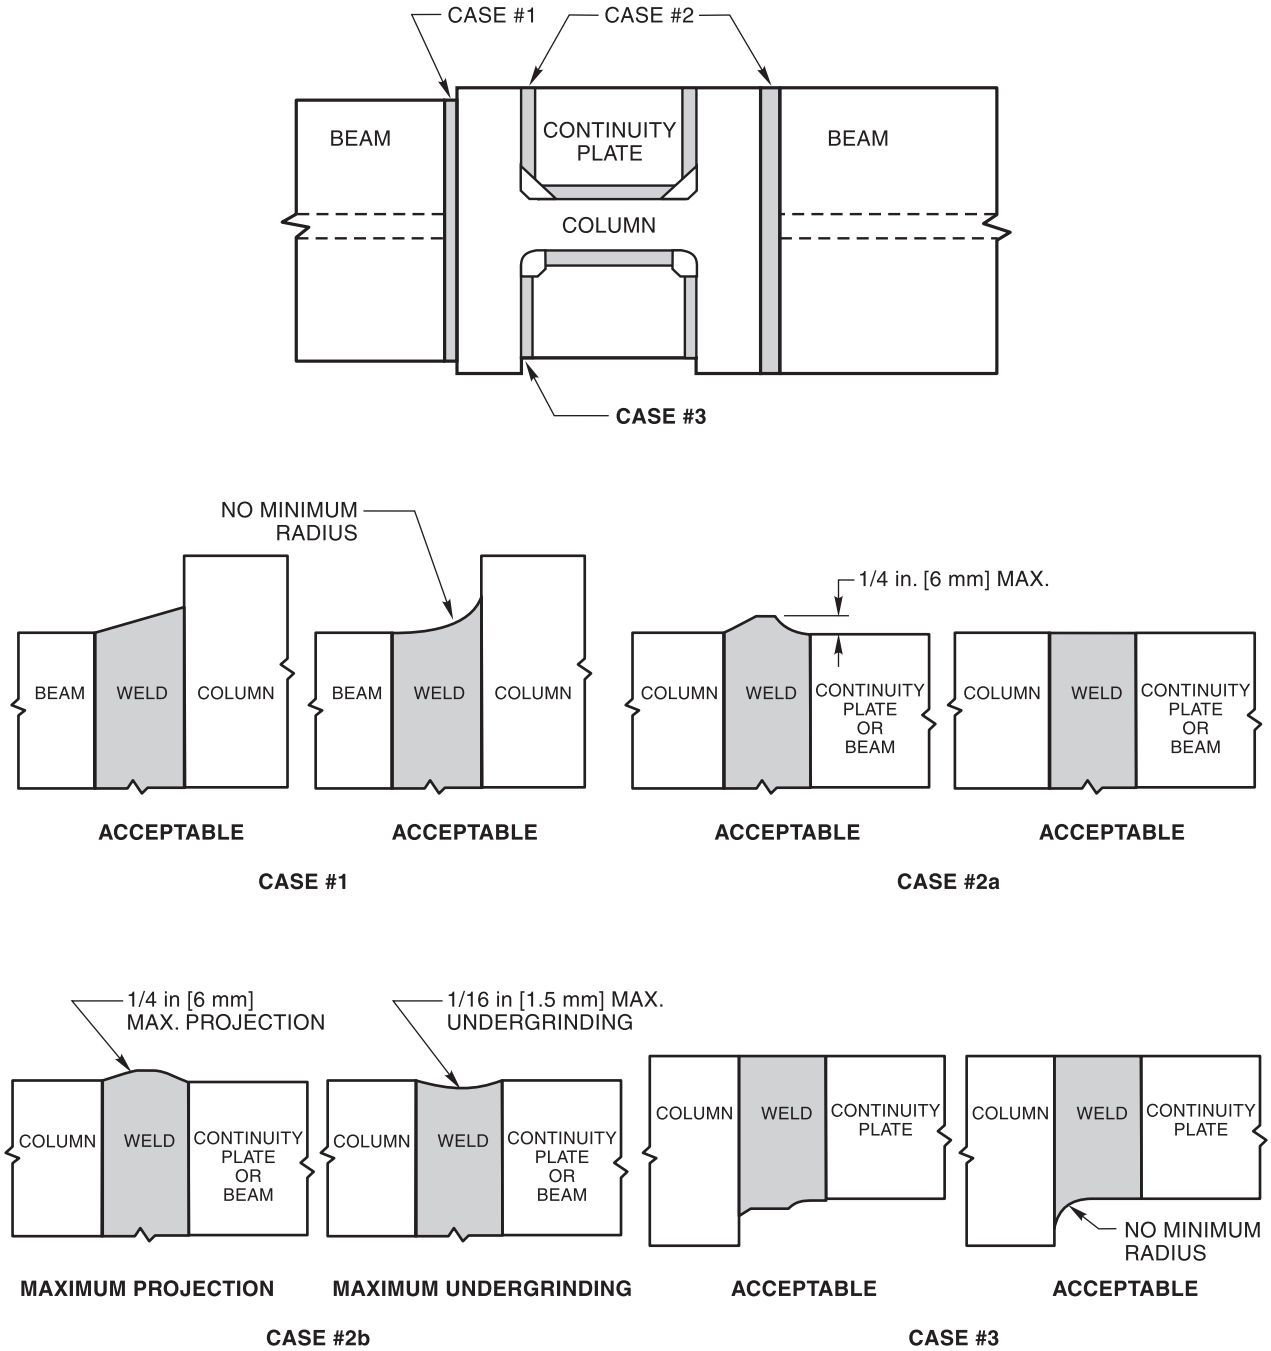 CASE #1
CASE #2
BEAM
CONTINUITY
PLATE
BEAM
COLUMN
CASE #3
NO MINIMUM
RADIUS
1/4 in. [6 mm] MAX.
BEAM
WELD
COLUMN
BEAM
WELD
COLUMN
COLUMN
WELD
CONTINUITY
PLATE
OR
BEAM
COLUMN
WELD
CONTINUITY
PLATE
OR
BEAM
ACCEPTABLE
ACCEPTABLE
ACCEPTABLE
ACCEPTABLE
CASE #1
CASE #2a
1/4 in [6 mm]
MAX. PROJECTION
1/16 in [1.5 mm] MAX.
UNDERGRINDING
COLUMN
WELD
CONTINUITY
PLATE
OR
BEAM
COLUMN
WELD
CONTINUITY
PLATE
OR
BEAM
COLUMN
WELD
CONTINUITY
PLATE
COLUMN
WELD
CONTINUITY
PLATE
NO MINIMUM
RADIUS
MAXIMUM PROJECTION
MAXIMUM UNDERGRINDING
ACCEPTABLE
ACCEPTABLE
CASE #2b
CASE #3